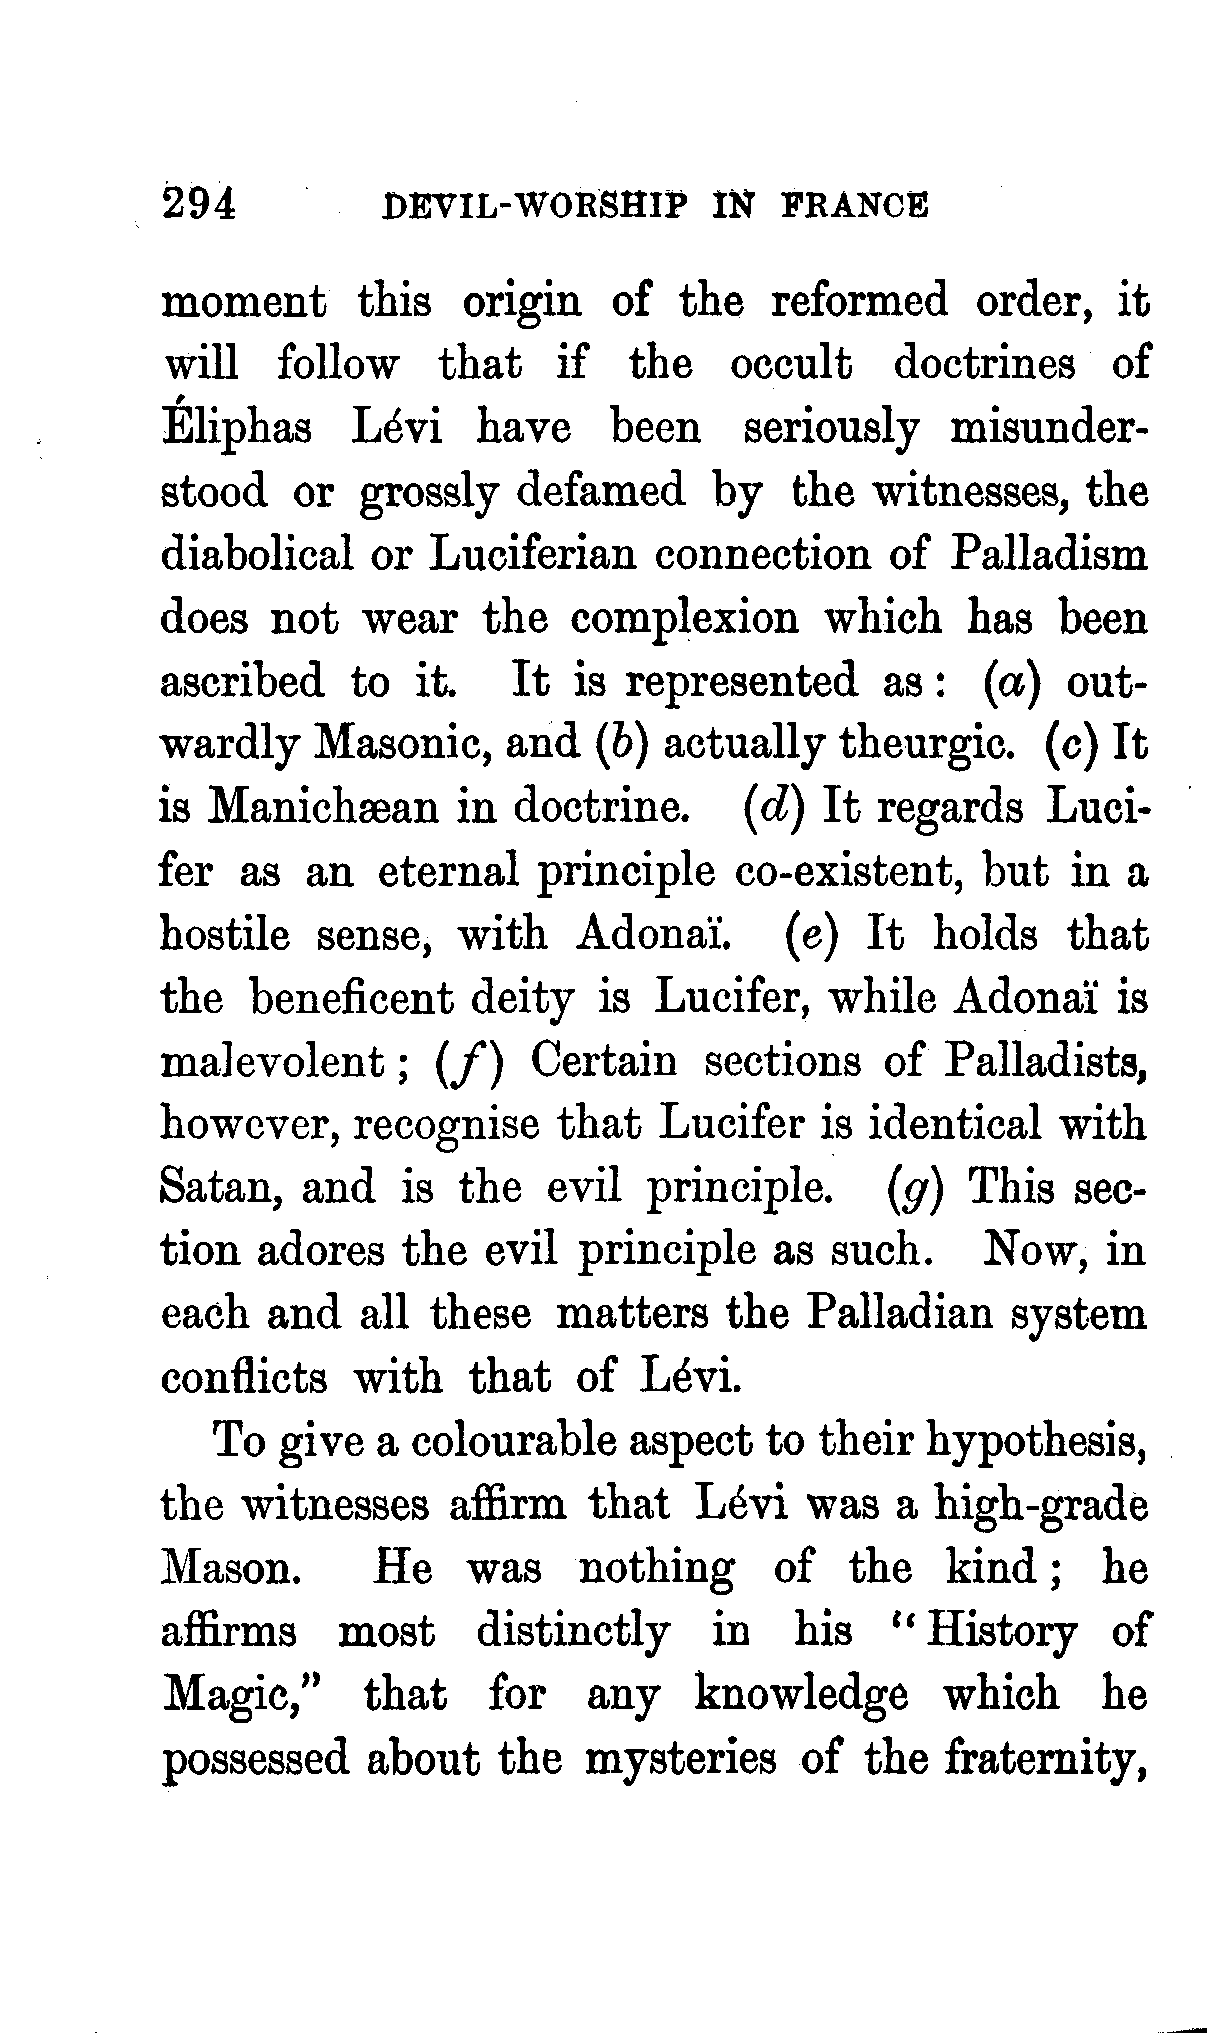 294 DEVIL-WORSHIP IN FRANCE
moment this origin of the reformed order, it
will follow that if the occult doctrines of
Éliphas Lévi have been seriously misunder-
stood or grossly defamed by the witnesses, the
diabolical or Luciferian connection of Palladism
does not wear the complexion which has been
ascribed to it. It is represented as : (a) out-
wardly Masonic, and (b) actually theurgic. (c) It
is Manichæan in doctrine. (d) It regards Luci-
fer as an eternal principle co-existent, but in a
hostile sense, with Adonaï. (e) It holds that
the beneficent deity is Lucifer, while Adonaï is
malevolent ; (f) Certain sections of Palladists,
however, recognise that Lucifer is identical with
Satan, and is the evil principle. (g) This sec-
tion adores the evil principle as such. Now, in
each and all these matters the Palladian system
conflicts with that of Lévi.
To give a colourable aspect to their hypothesis,
the witnesses affirm that Lévi was a high-grade
Mason. He was nothing of the kind ; he
affirms most distinctly in his “ History of
Magic,” that for any knowledge which he
possessed about the mysteries of the fraternity,